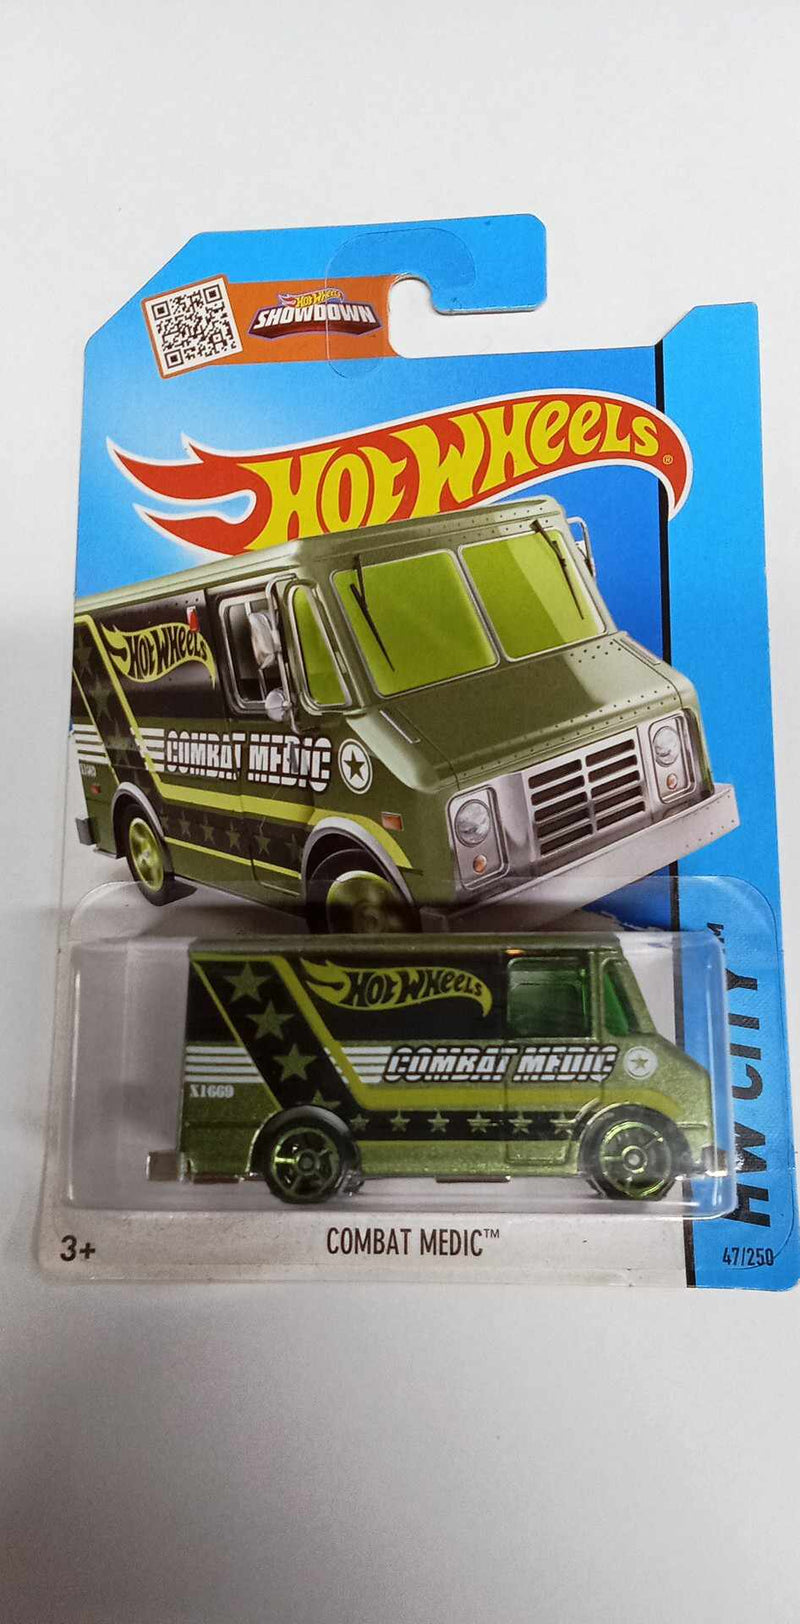 Hot Wheels
SHOWDOWN
Hot Wheels®
Hot Wheels
COMBAT MEDIC
Hot Wheels
COMBAT MEDIC
X1669
HW CITY™
3+
COMBAT MEDIC™
47/250